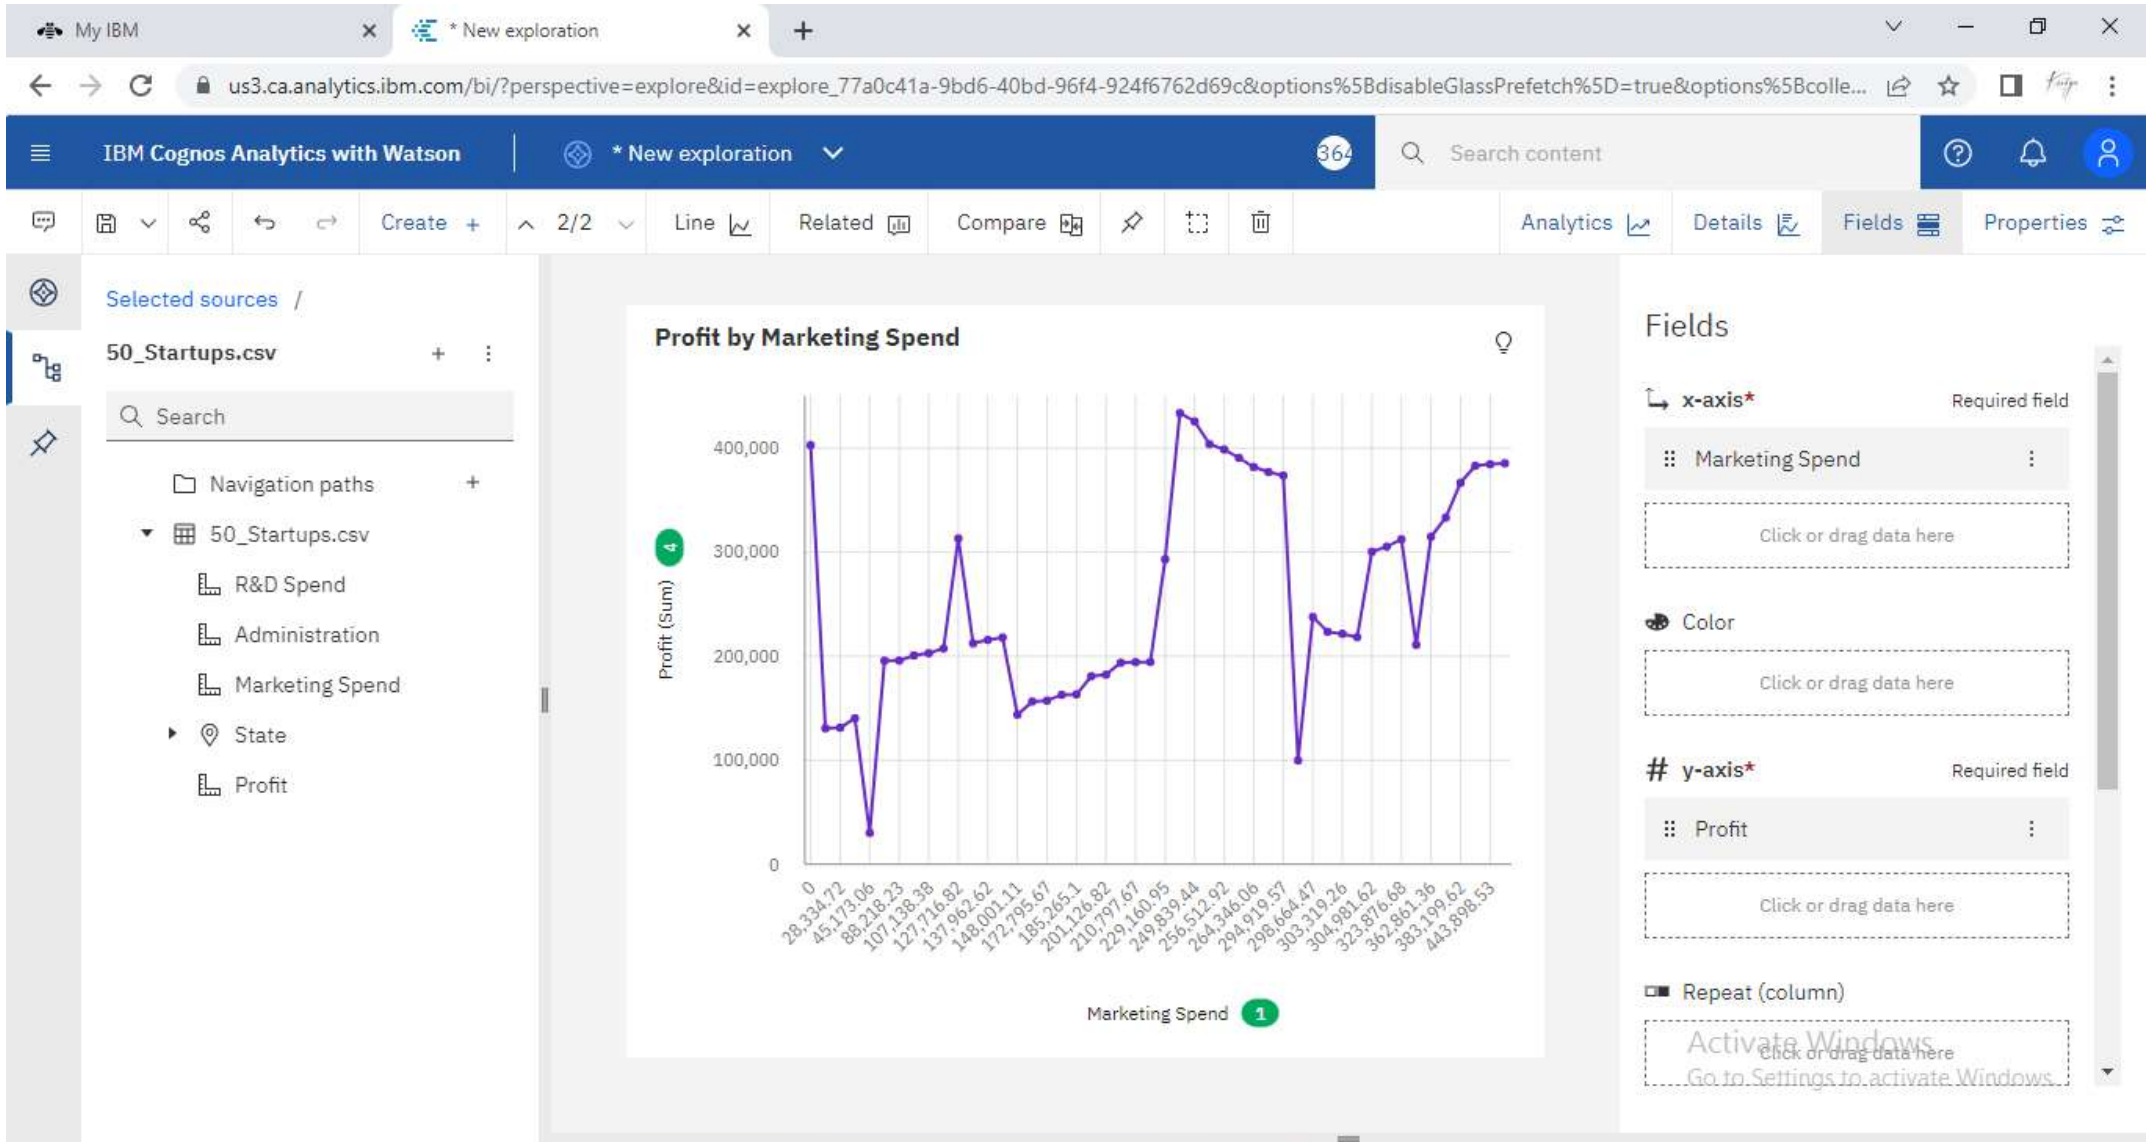 My IBM
* New exploration
us3.ca.analytics.ibm.com/bi/?perspective=explore&id=explore_77a0c41a-9bd6-40bd-96f4-924f6762d69c&options%5BdisableGlassPrefetch%5D=true&options%5Bcolle...
IBM Cognos Analytics with Watson
* New exploration
364
Search content
Create +
2/2
Line
Related
Compare
Analytics
Details
Fields
Properties
Selected sources /
50_Startups.csv
Search
Navigation paths
50_Startups.csv
R&D Spend
Administration
Marketing Spend
State
Profit
Profit by Marketing Spend
400,000
300,000
200,000
100,000
0
Profit (Sum)
4
0
28,334.72
45,173.06
88,218.23
107,138.38
127,716.82
137,962.62
148,001.11
172,795.67
185,265.1
201,126.82
210,797.67
229,160.95
249,839.44
256,512.92
264,346.06
294,919.57
298,664.47
303,319.26
304,981.62
323,876.68
362,861.36
383,199.62
443,898.53
Marketing Spend 1
Fields
x-axis* Required field
Marketing Spend
Click or drag data here
Color
Click or drag data here
# y-axis* Required field
Profit
Click or drag data here
Repeat (column)
Click or drag data here
Activate Windows
Go to Settings to activate Windows.